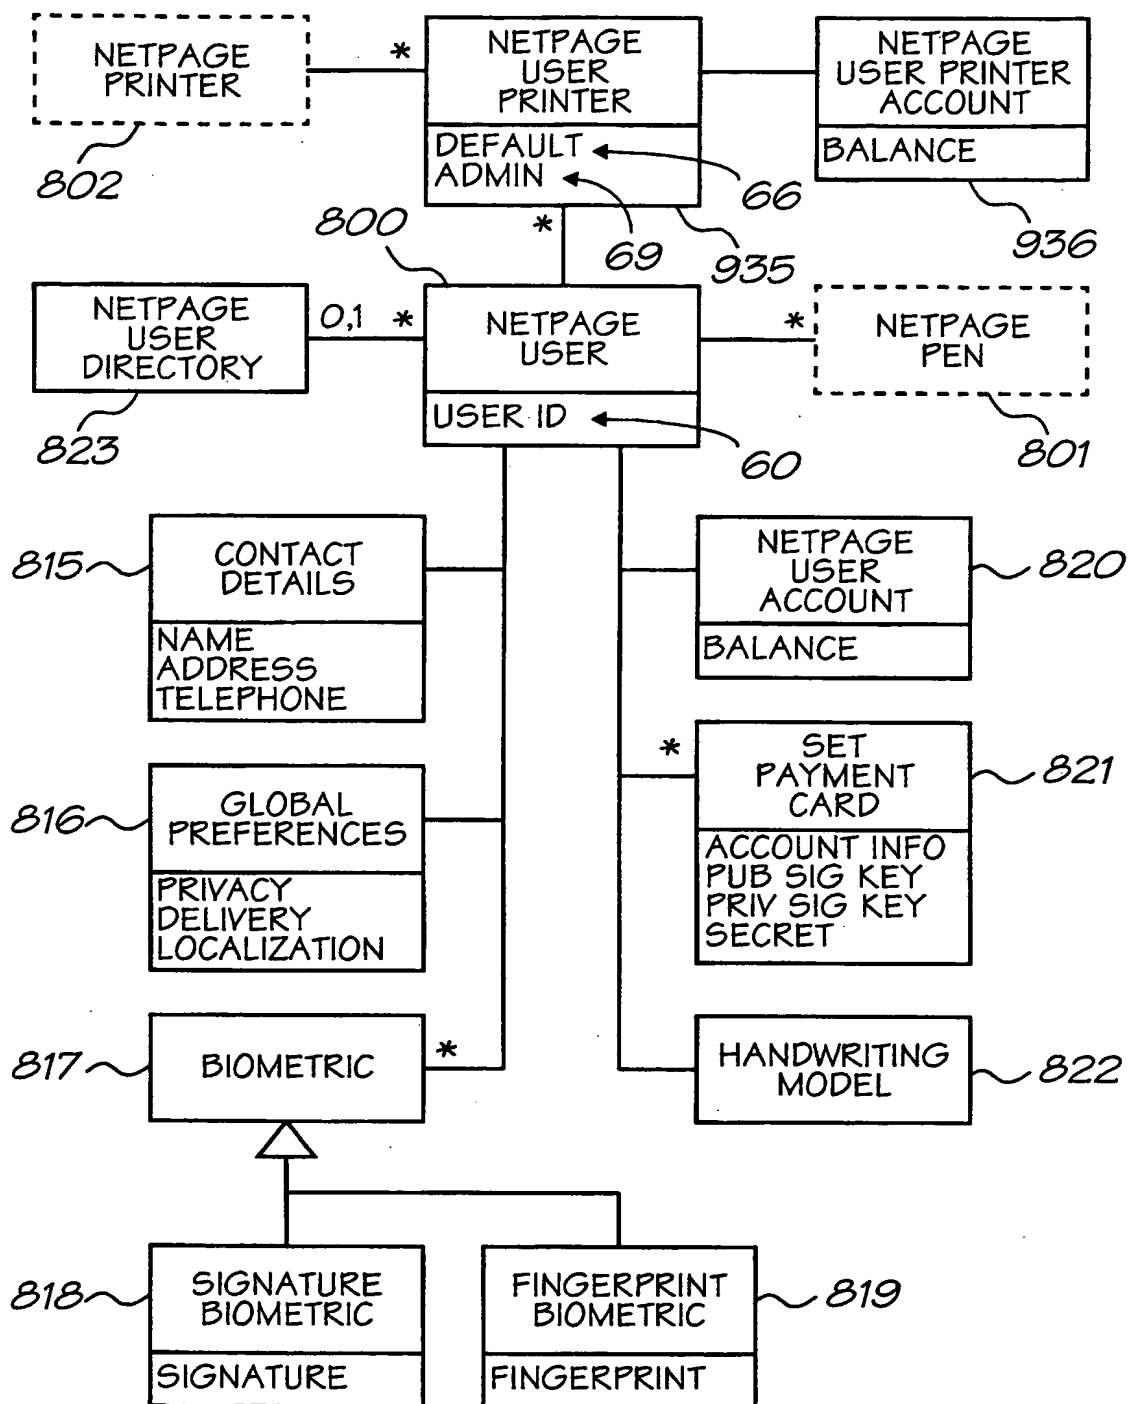 NETPAGE
PRINTER
802
*
NETPAGE
USER
PRINTER
DEFAULT
ADMIN
66
69
935
*
NETPAGE
USER PRINTER
ACCOUNT
BALANCE
936
800
NETPAGE
USER
DIRECTORY
823
0,1 *
NETPAGE
USER
USER ID
60
*
NETPAGE
PEN
801
815
CONTACT
DETAILS
NAME
ADDRESS
TELEPHONE
NETPAGE
USER
ACCOUNT
BALANCE
820
816
GLOBAL
PREFERENCES
PRIVACY
DELIVERY
LOCALIZATION
*
SET
PAYMENT
CARD
ACCOUNT INFO
PUB SIG KEY
PRIV SIG KEY
SECRET
821
817
BIOMETRIC
*
HANDWRITING
MODEL
822
818
SIGNATURE
BIOMETRIC
SIGNATURE
FINGERPRINT
BIOMETRIC
FINGERPRINT
819